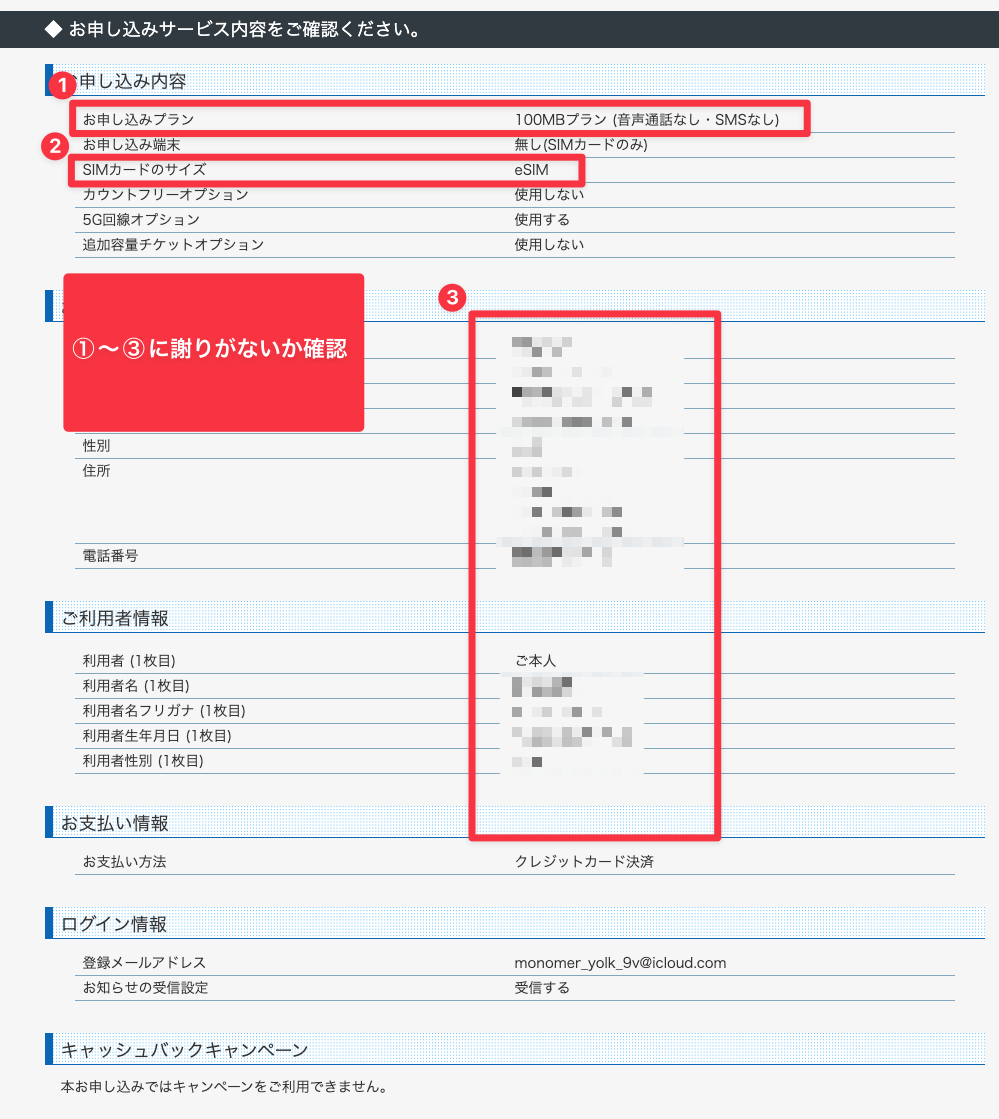 ◆ お申し込みサービス内容をご確認ください。
1
申し込み内容
お申し込みプラン 100MBプラン (音声通話なし・SMSなし)
2
お申し込み端末 無し(SIMカードのみ)
SIMカードのサイズ eSIM
カウントフリーオプション 使用しない
5G回線オプション 使用する
追加容量チケットオプション 使用しない
3
①～③に謝りがないか確認
性別
住所
電話番号
ご利用者情報
利用者 (1枚目) ご本人
利用者名 (1枚目)
利用者名フリガナ (1枚目)
利用者生年月日 (1枚目)
利用者性別 (1枚目)
お支払い情報
お支払い方法 クレジットカード決済
ログイン情報
登録メールアドレス monomer_yolk_9v@icloud.com
お知らせの受信設定 受信する
キャッシュバックキャンペーン
本お申し込みではキャンペーンをご利用できません。